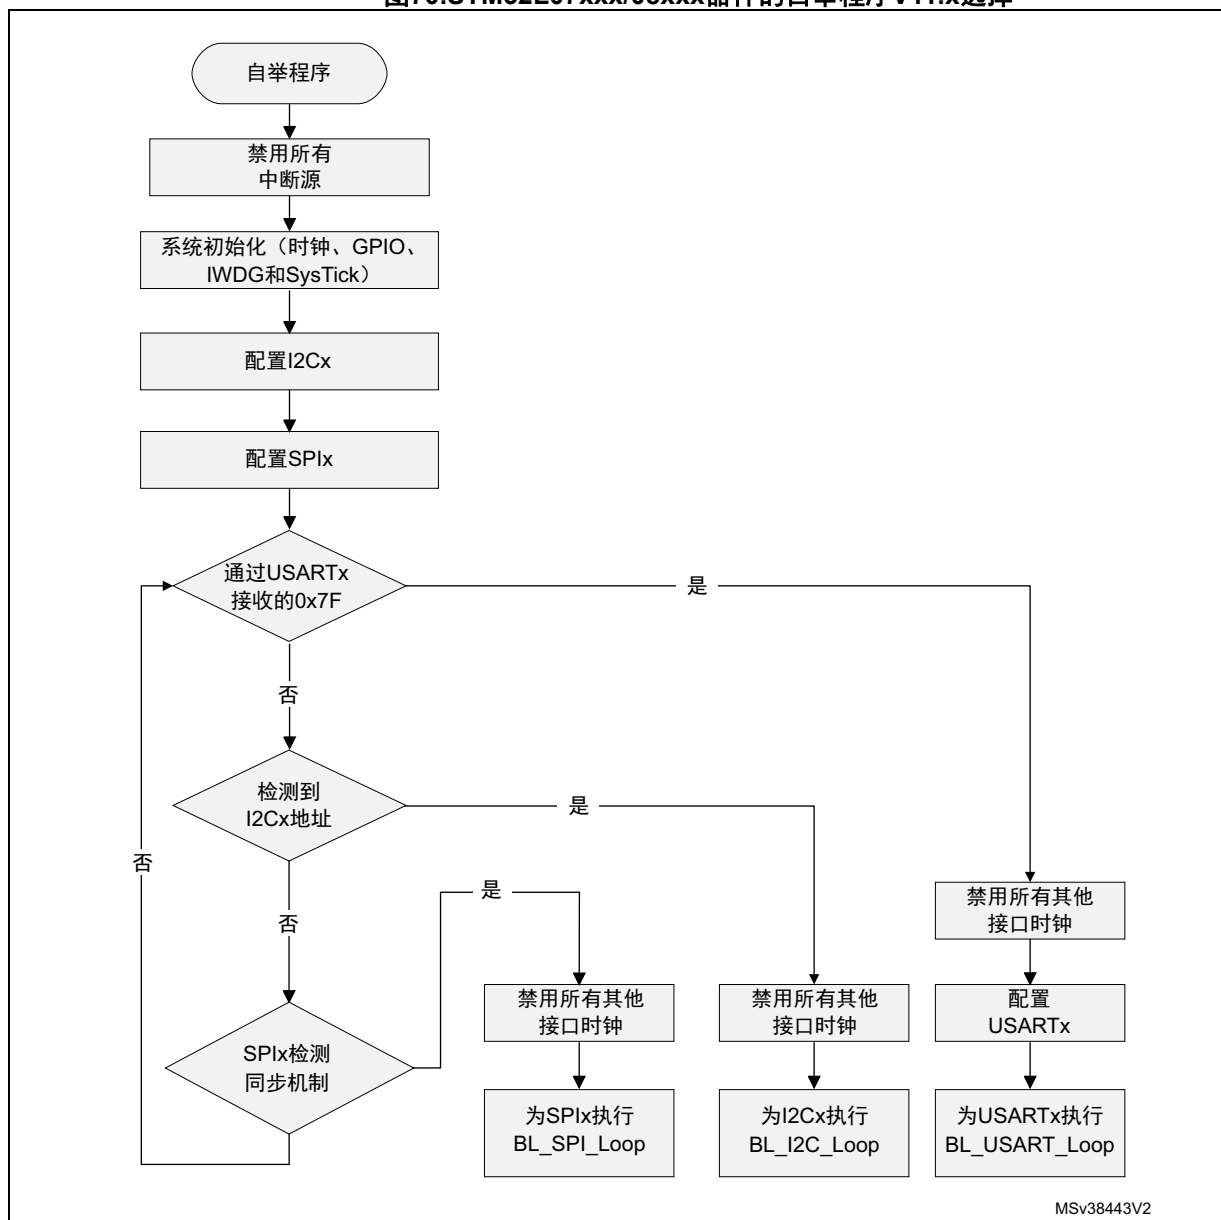 自举程序
禁用所有
中断源
系统初始化（时钟、GPIO、
IWDG和SysTick）
配置I2Cx
配置SPIx
通过USARTx
接收的0x7F
是
否
检测到
I2Cx地址
是
否
否
是
SPIx检测
同步机制
禁用所有其他
接口时钟
为SPIx执行
BL_SPI_Loop
禁用所有其他
接口时钟
为I2Cx执行
BL_I2C_Loop
禁用所有其他
接口时钟
配置
USARTx
为USARTx执行
BL_USART_Loop
MSv38443V2